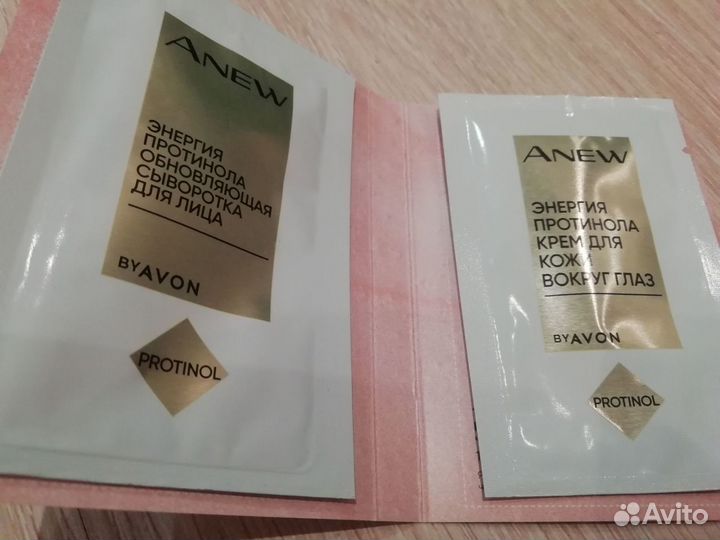 ANEW
ЭНЕРГИЯ
ПРОТИНОЛА
ОБНОВЛЯЮЩАЯ
СЫВОРОТКА
ДЛЯ ЛИЦА
BY AVON
PROTINOL
ANEW
ЭНЕРГИЯ
ПРОТИНОЛА
КРЕМ ДЛЯ
КОЖИ
ВОКРУГ ГЛАЗ
BY AVON
PROTINOL
Avito